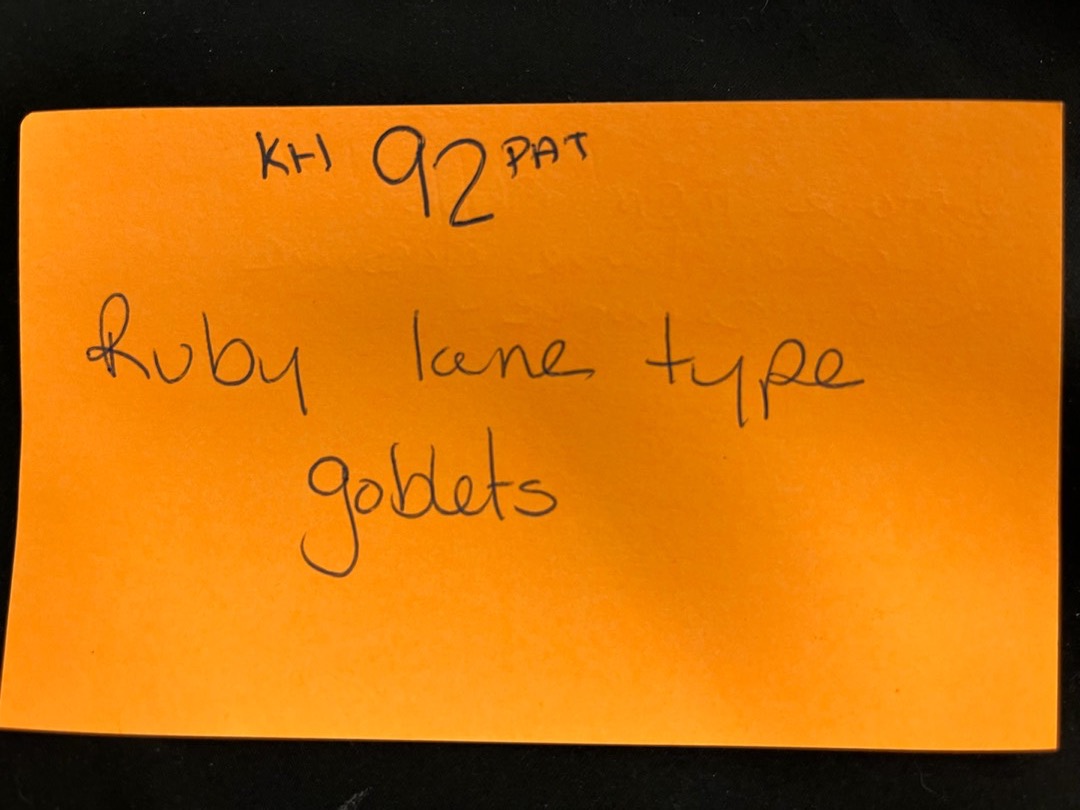 KH 92 PAT
Ruby lane type
goblets